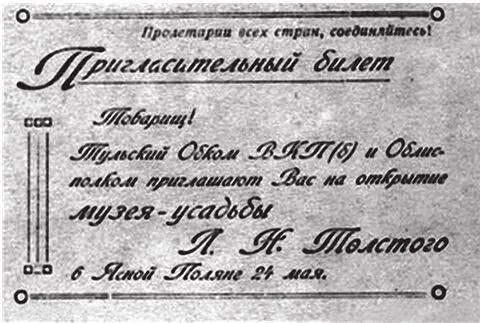 Пролетарии всех стран, соединяйтесь!
Пригласительный билет
Товарищ!
Тульский Обком ВКП(б) и Облис-
полком приглашают Вас на открытие
музея-усадьбы
Л. Н. Толстого
в Ясной Поляне 24 мая.